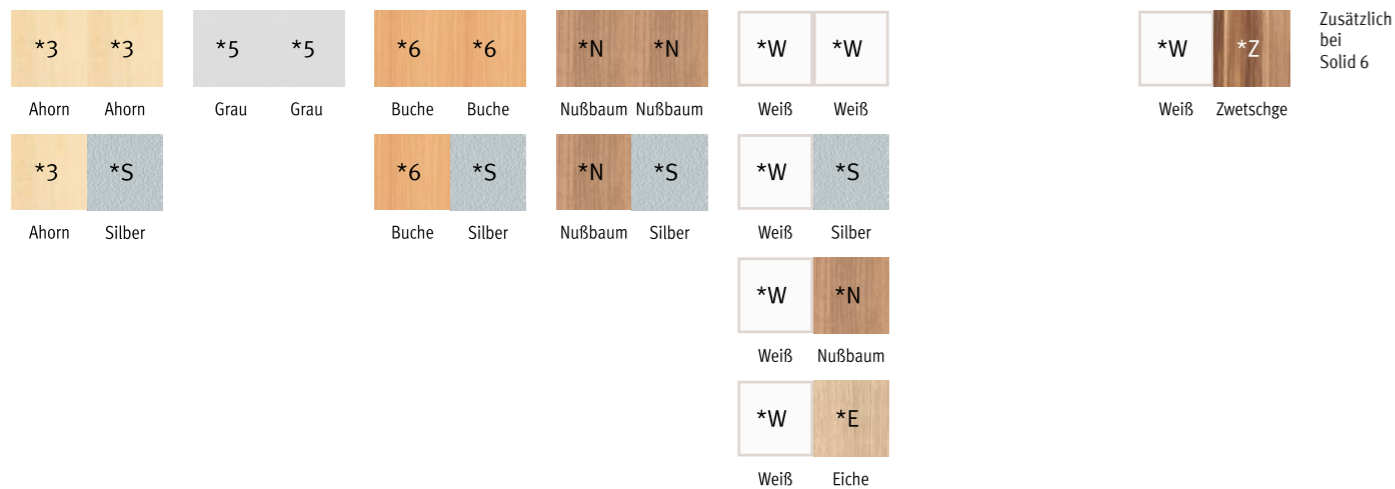 *3 *3 *5 *5 *6 *6 *N *N *W *W *W *Z
Zusätzlich
bei
Solid 6
Ahorn Ahorn Grau Grau Buche Buche Nußbaum Nußbaum Weiß Weiß Weiß Zwetschge
*3 *S *6 *S *N *S *W *S
Ahorn Silber Buche Silber Nußbaum Silber Weiß Silber
*W *N
Weiß Nußbaum
*W *E
Weiß Eiche